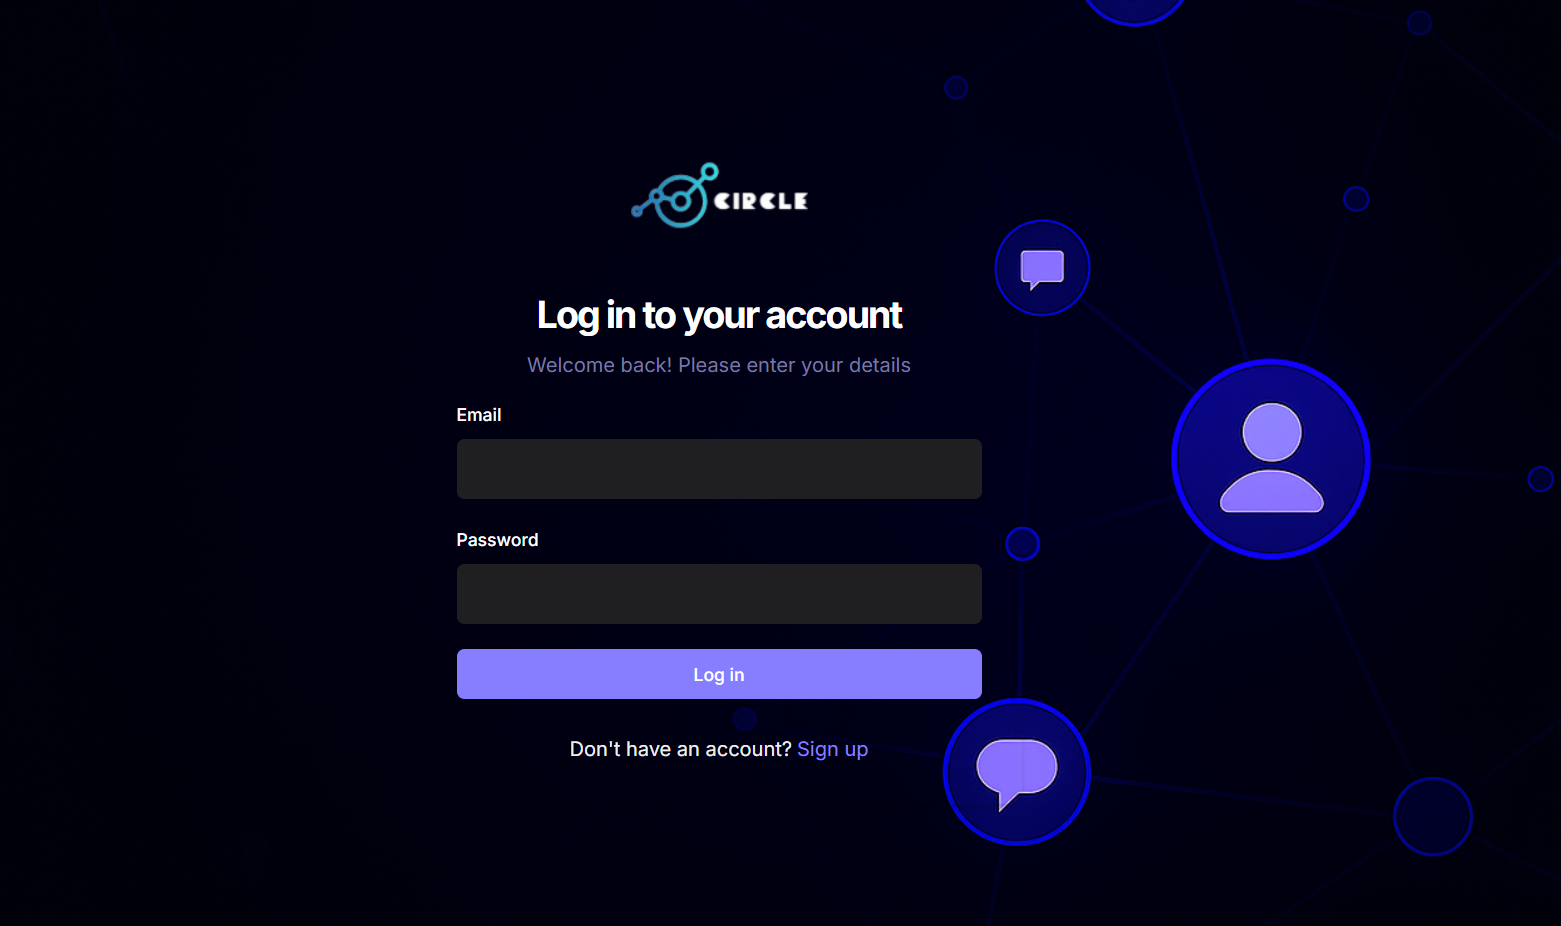 CIRCLE
Log in to your account
Welcome back! Please enter your details
Email
Password
Log in
Don't have an account? Sign up